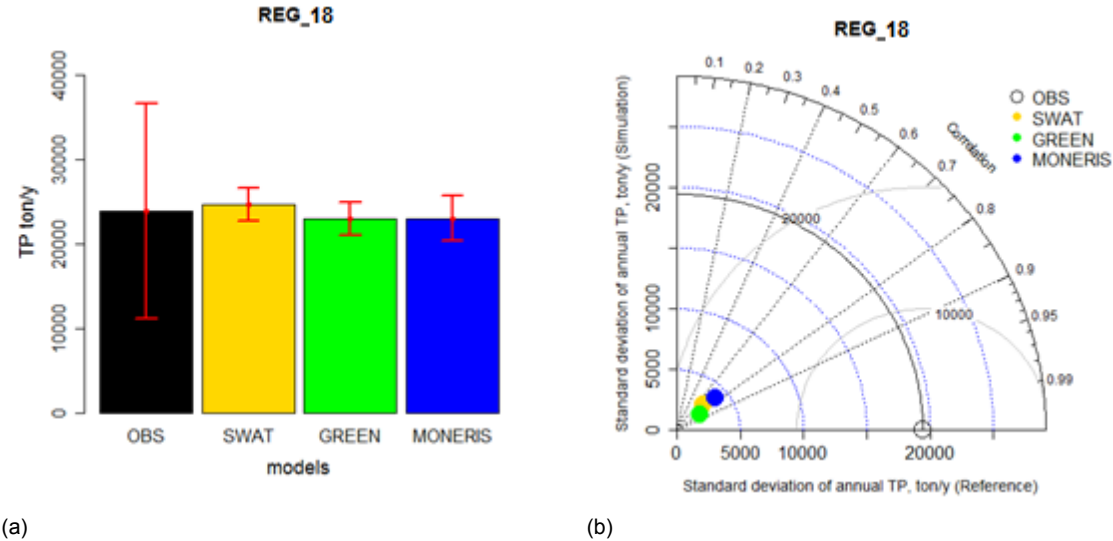 REG_18
TP ton/y
40000
30000
20000
10000
0
OBS
SWAT
GREEN
MONERIS
models
(a)
REG_18
0.1
0.2
0.3
0.4
0.5
0.6
0.7
0.8
0.9
0.95
0.99
Corrdation
OBS
SWAT
GREEN
MONERIS
Standard deviation of annual TP, ton/y (Simulation)
20000
10000
5000
0
20000
10000
0
5000
10000
20000
Standard deviation of annual TP, ton/y (Reference)
(b)